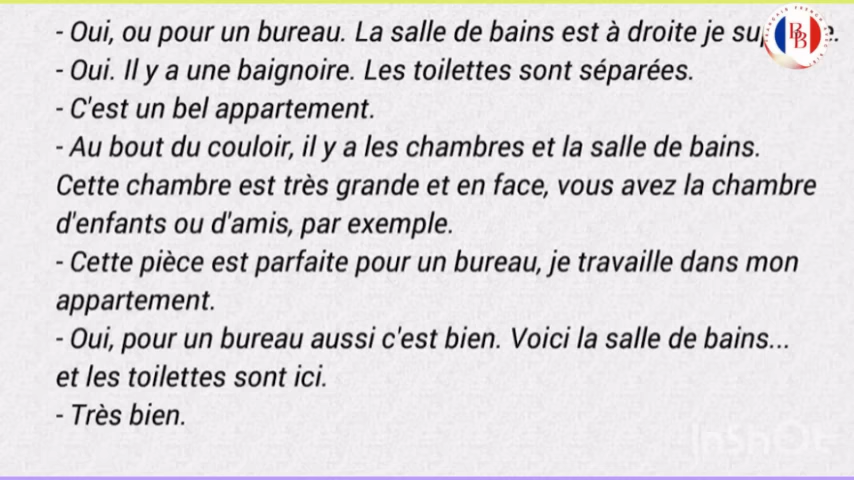 - Oui, ou pour un bureau. La salle de bains est à droite je
- Oui. Il y a une baignoire. Les toilettes sont séparées.
- C'est un bel appartement.
- Au bout du couloir, il y a les chambres et la salle de bains.
Cette chambre est très grande et en face, vous avez la chambre
d'enfants ou d'amis, par exemple.
- Cette pièce est parfaite pour un bureau, je travaille dans mon
appartement.
- Oui, pour un bureau aussi c'est bien. Voici la salle de bains...
et les toilettes sont ici.
- Très bien.
InShOt